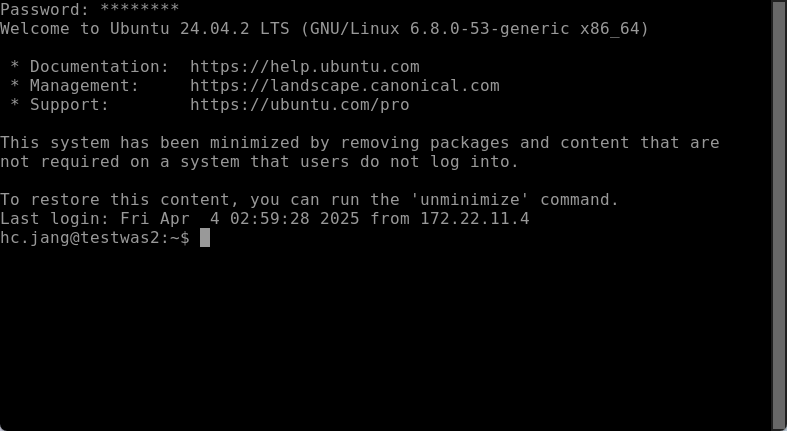 Password: ********
Welcome to Ubuntu 24.04.2 LTS (GNU/Linux 6.8.0-53-generic x86_64)

 * Documentation:  https://help.ubuntu.com
 * Management:     https://landscape.canonical.com
 * Support:        https://ubuntu.com/pro

This system has been minimized by removing packages and content that are
not required on a system that users do not log into.

To restore this content, you can run the 'unminimize' command.
Last login: Fri Apr  4 02:59:28 2025 from 172.22.11.4
hc.jang@testwas2:~$